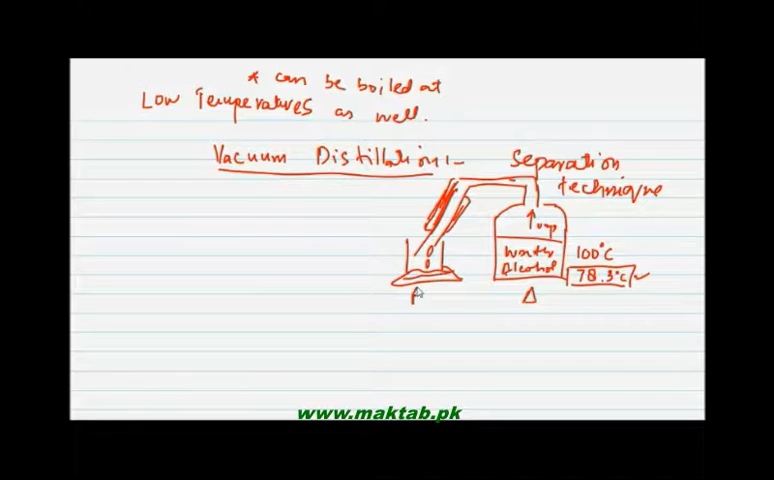 * can be boiled at
Low Temperatures as well.
Vacuum Distillation:-
Separation
technique
↑ vap
Water
Alcohol
100°C
78.3°C
Δ
www.maktab.pk